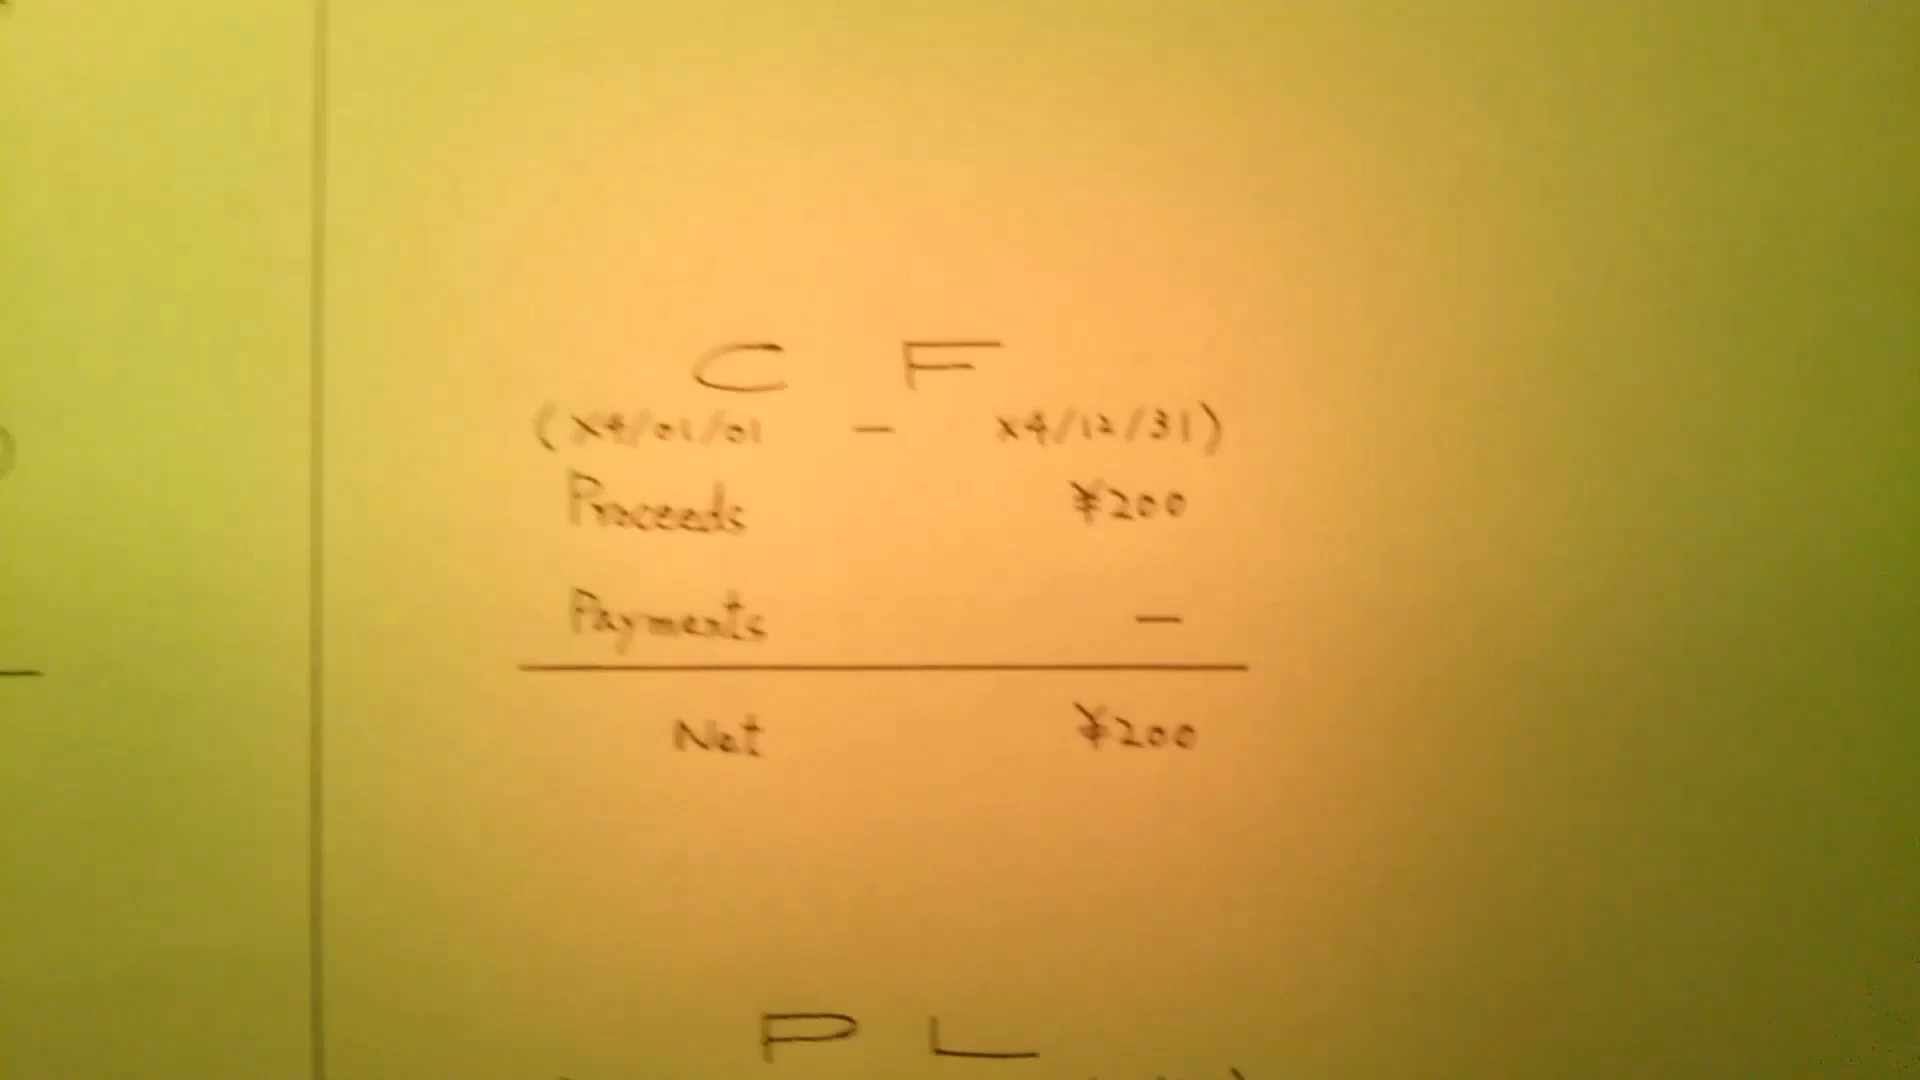 C F
(x4/01/01 - x4/12/31)
Proceeds ¥200
Payments -
Net ¥200
P L